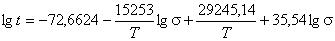 lg t = −72,6624 − 15253/T lg σ + 29245,14/T + 35,54 lg σ